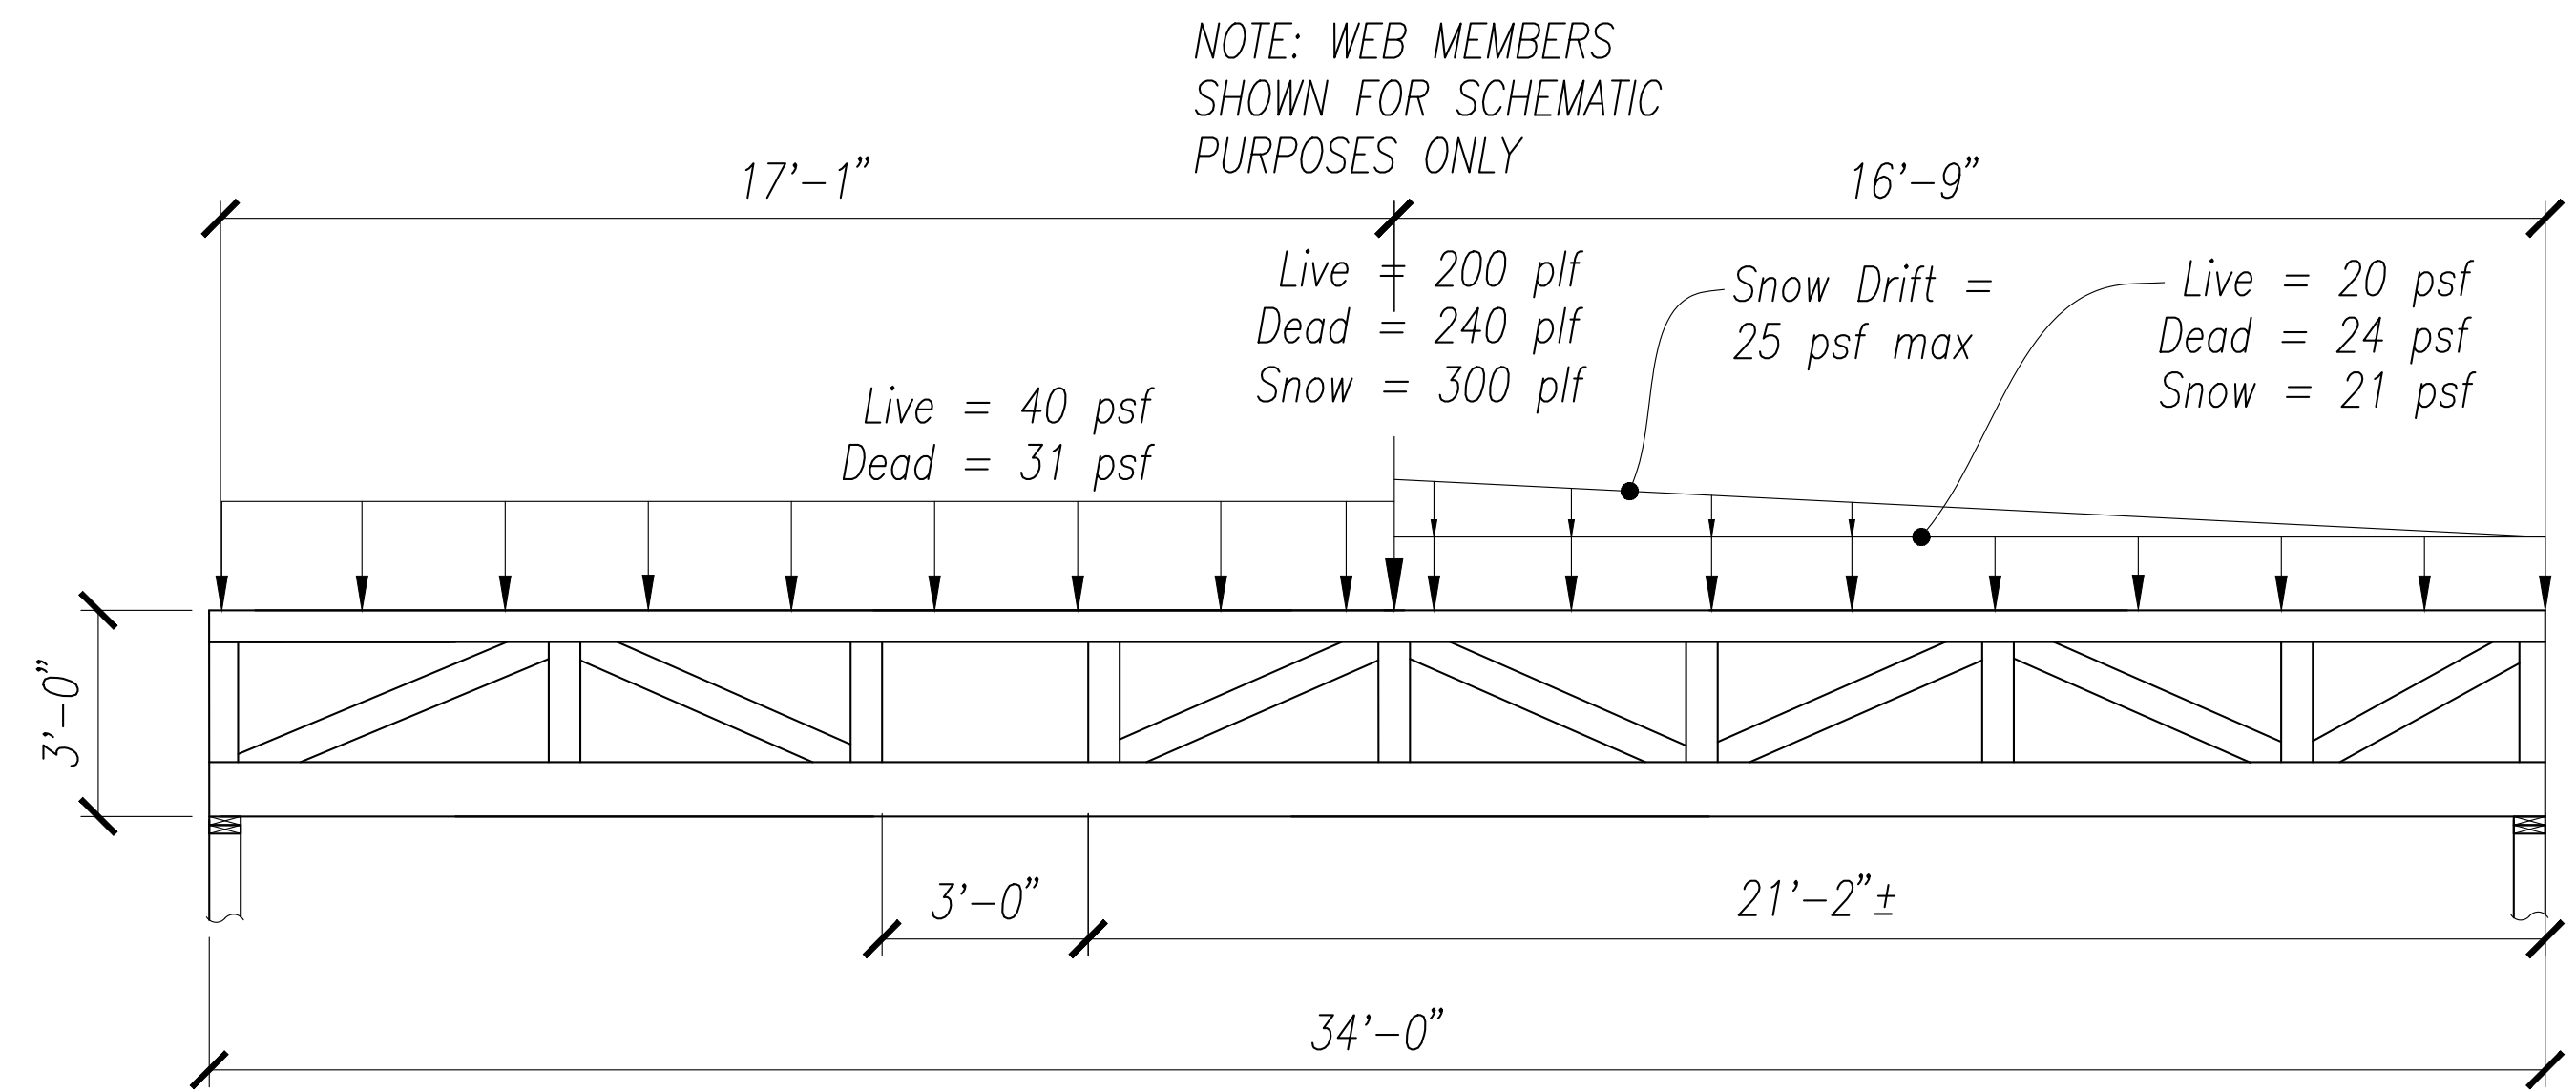 NOTE: WEB MEMBERS
SHOWN FOR SCHEMATIC
PURPOSES ONLY
17'-1"
16'-9"
Live = 200 plf
Dead = 240 plf
Snow = 300 plf
Snow Drift =
25 psf max
Live = 20 psf
Dead = 24 psf
Snow = 21 psf
Live = 40 psf
Dead = 31 psf
3'-0"
3'-0"
21'-2"±
34'-0"